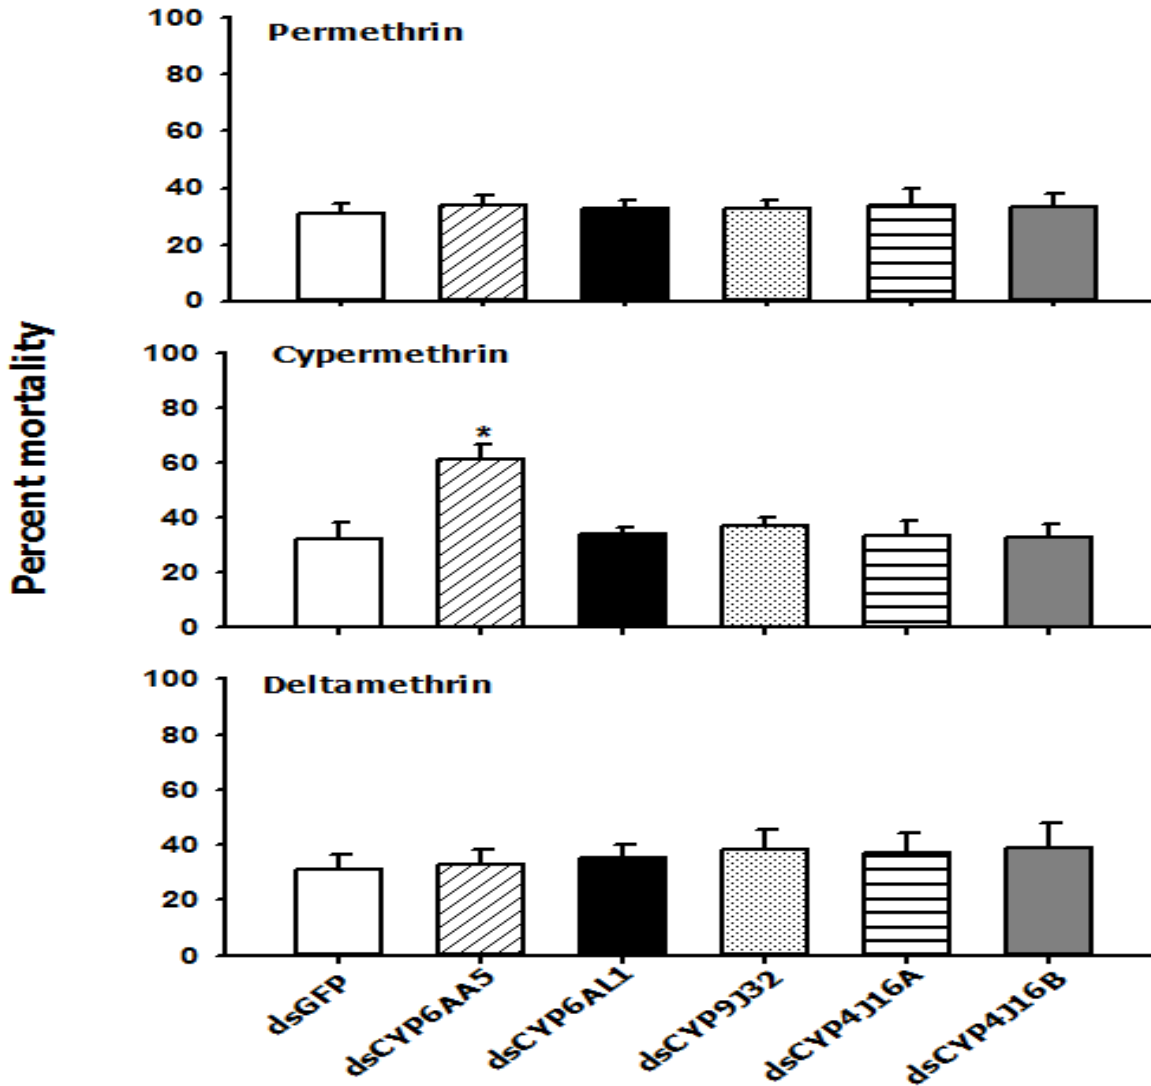 Percent mortality
Permethrin
100
80
60
40
20
0
Cypermethrin
100
80
60
40
20
0
*
Deltamethrin
100
80
60
40
20
0
dsGFP
dsCYP6AA5
dsCYP6AL1
dsCYP9J32
dsCYP4J16A
dsCYP4J16B